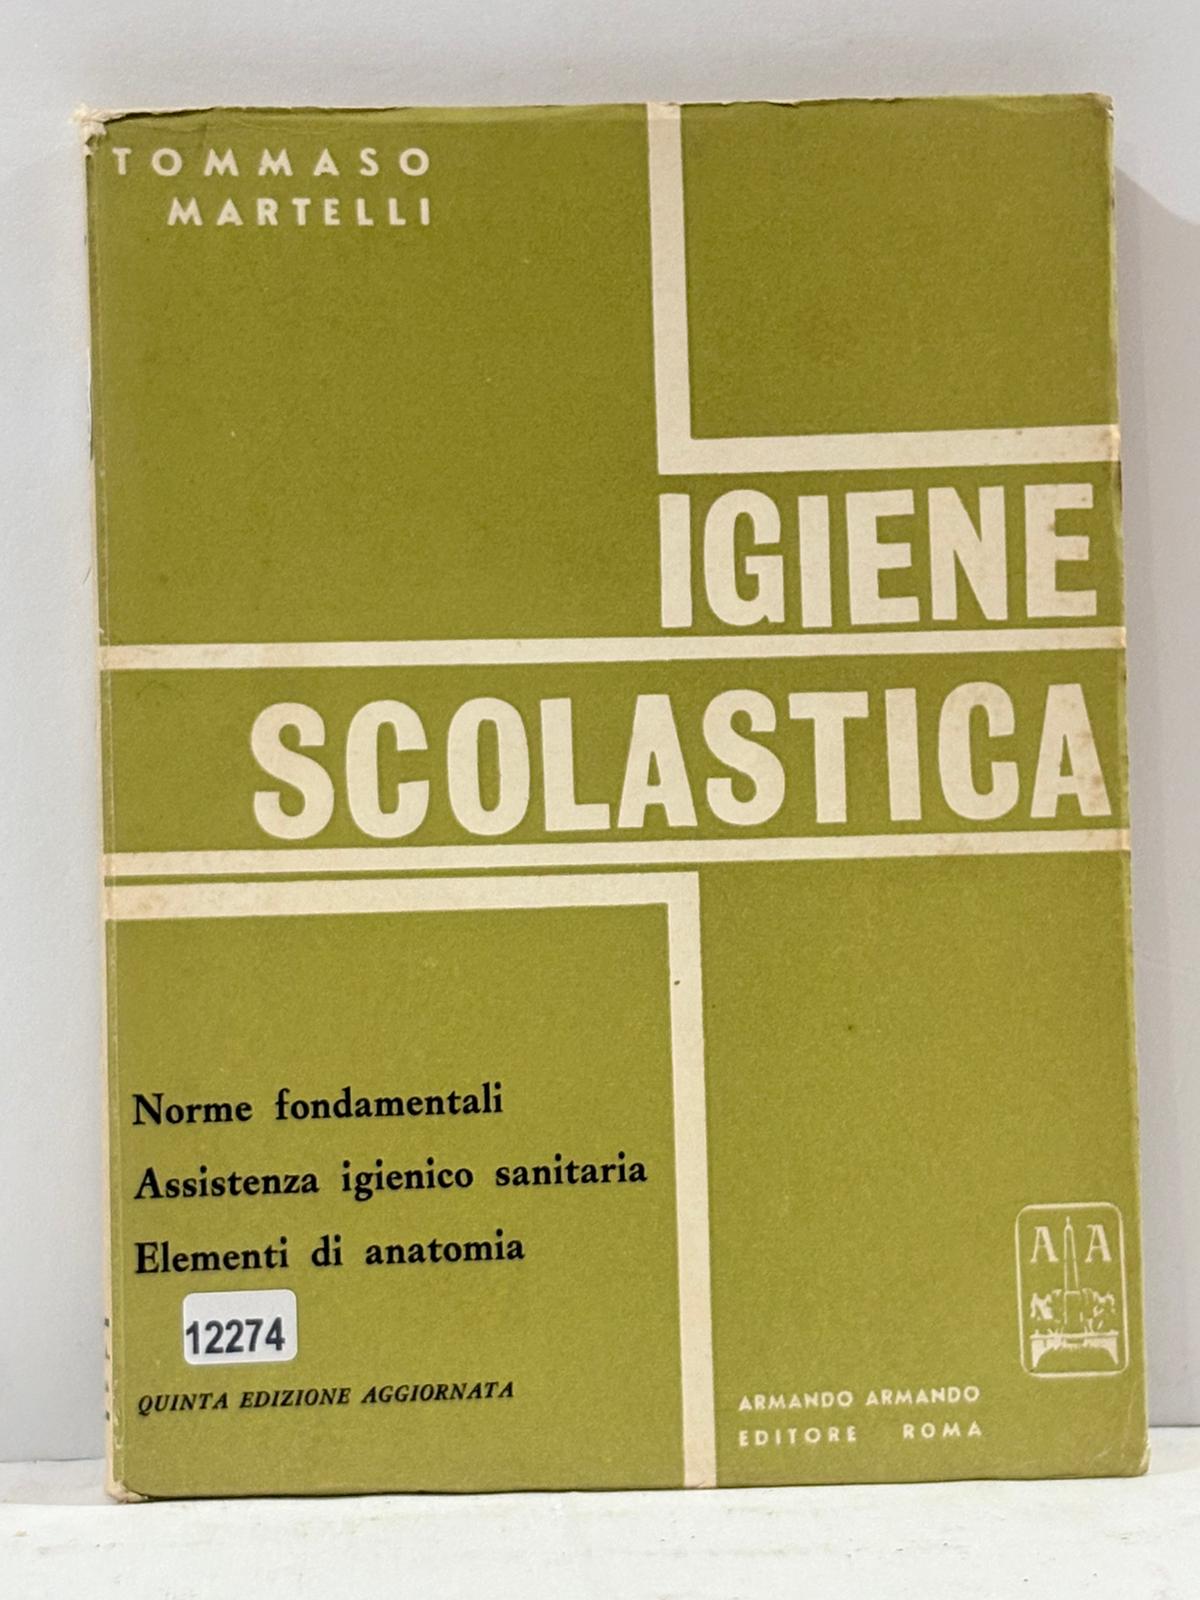 TOMMASO
MARTELLI
IGIENE
SCOLASTICA
Norme fondamentali
Assistenza igienico sanitaria
Elementi di anatomia
12274
QUINTA EDIZIONE AGGIORNATA
A A
ARMANDO ARMANDO
EDITORE ROMA